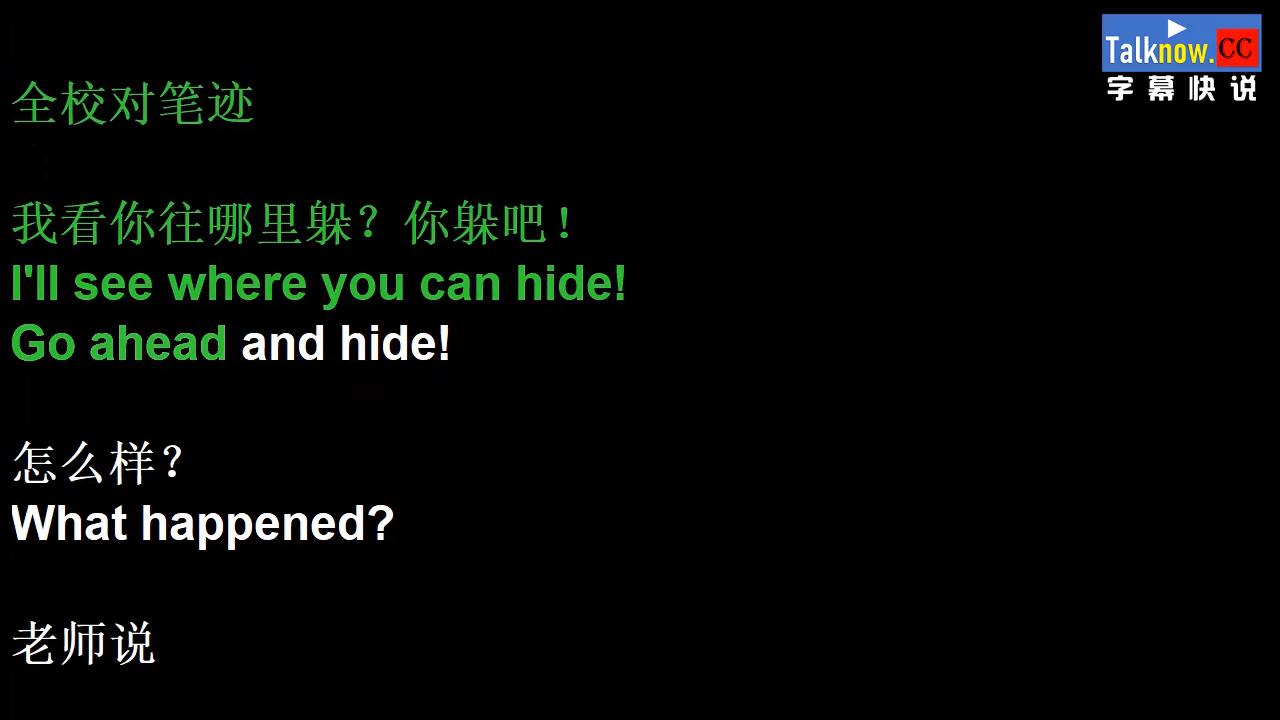 Talknow.CC
字幕快说
全校对笔迹
我看你往哪里躲？你躲吧！
I'll see where you can hide!
Go ahead and hide!
怎么样？
What happened?
老师说